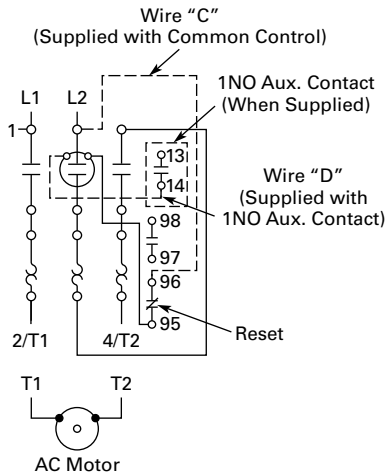 Wire “C”
(Supplied with Common Control)
L1
L2
1NO Aux. Contact
(When Supplied)
1
13
14
Wire “D”
(Supplied with
1NO Aux. Contact)
98
97
96
95
Reset
2/T1
4/T2
T1
T2
AC Motor